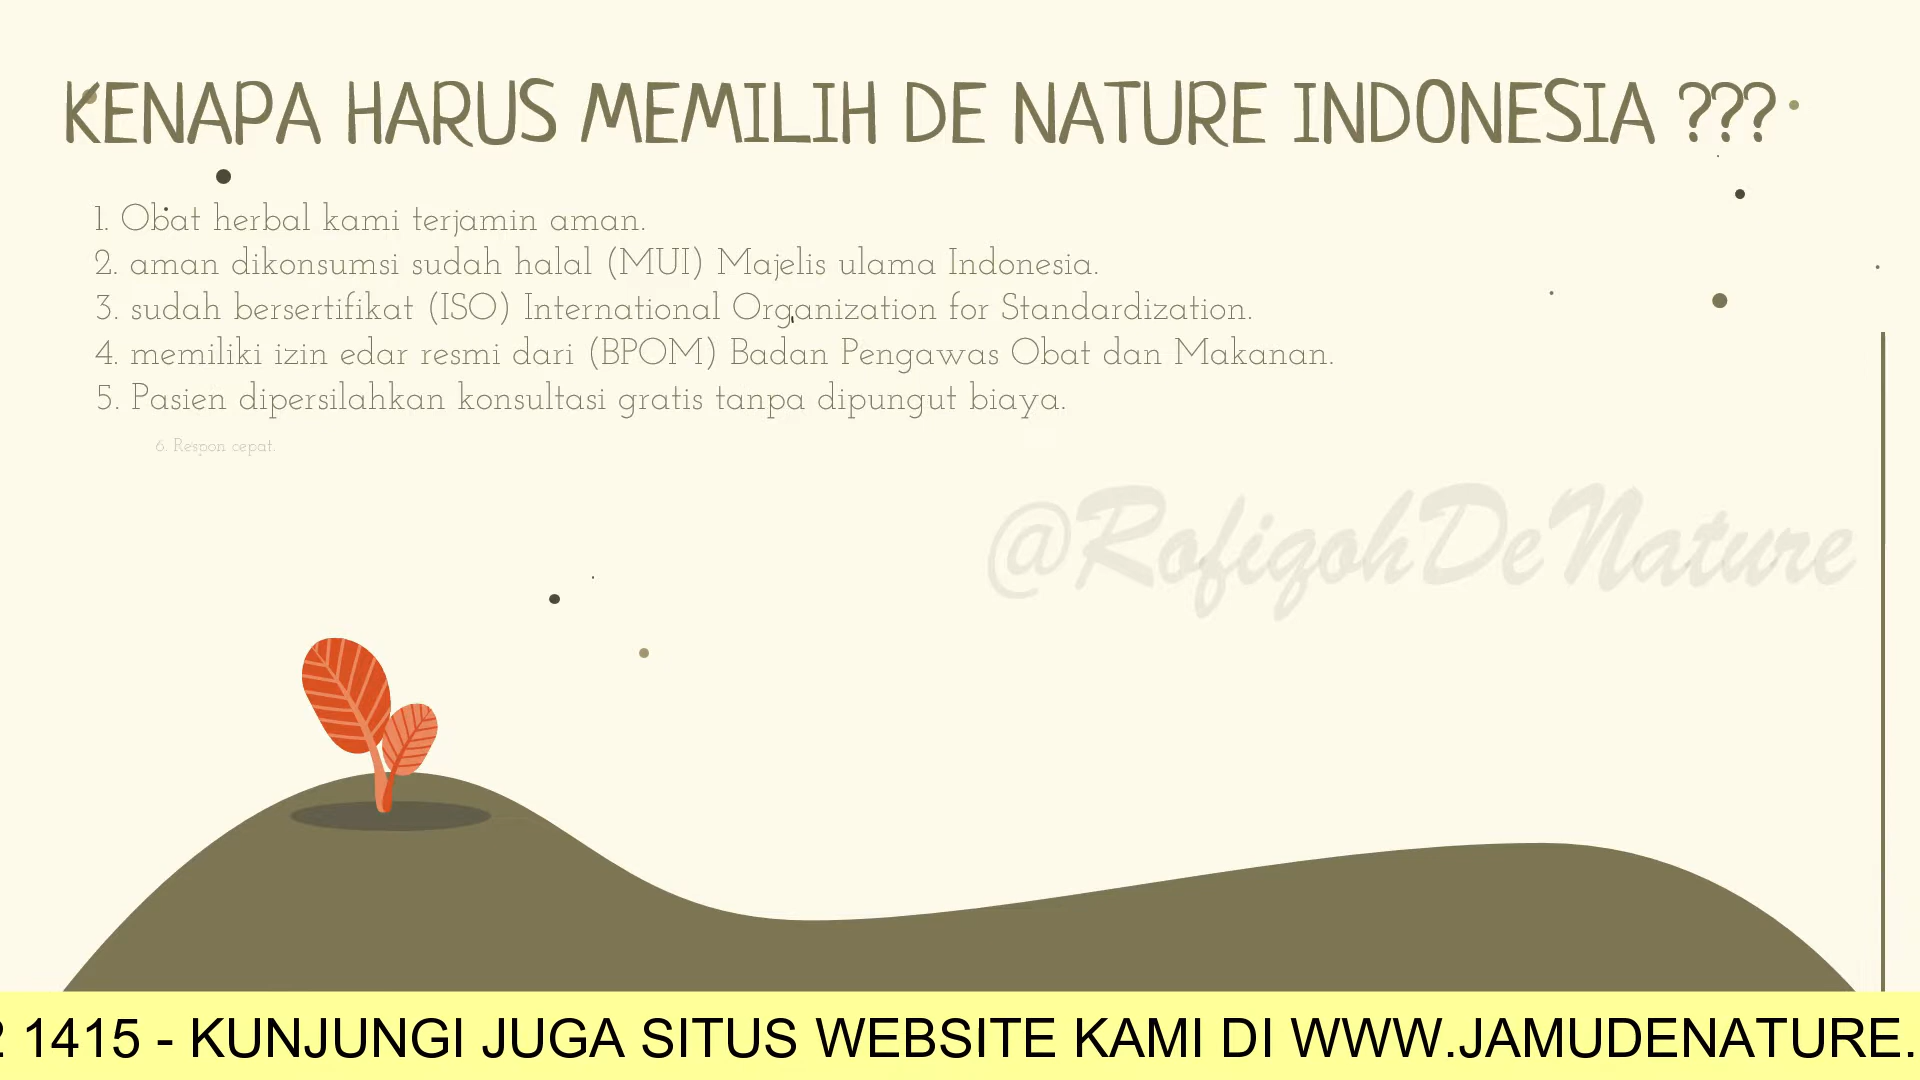 KENAPA HARUS MEMILIH DE NATURE INDONESIA ???
1. Obat herbal kami terjamin aman.
2. aman dikonsumsi sudah halal (MUI) Majelis ulama Indonesia.
3. sudah bersertifikat (ISO) International Organization for Standardization.
4. memiliki izin edar resmi dari (BPOM) Badan Pengawas Obat dan Makanan.
5. Pasien dipersilahkan konsultasi gratis tanpa dipungut biaya.
6. Respon cepat.
@RofiqohDeNature
1415 - KUNJUNGI JUGA SITUS WEBSITE KAMI DI WWW.JAMUDENATURE.